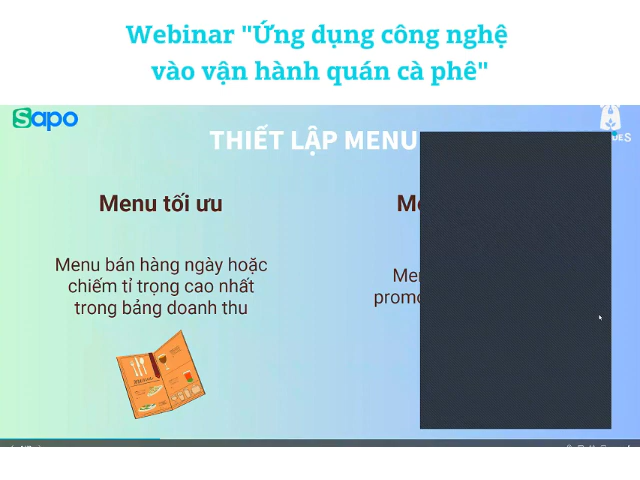 Webinar "Ứng dụng công nghệ
vào vận hành quán cà phê"
Sapo
THIẾT LẬP MENU
Menu tối ưu
Menu bán hàng ngày hoặc
chiếm tỉ trọng cao nhất
trong bảng doanh thu